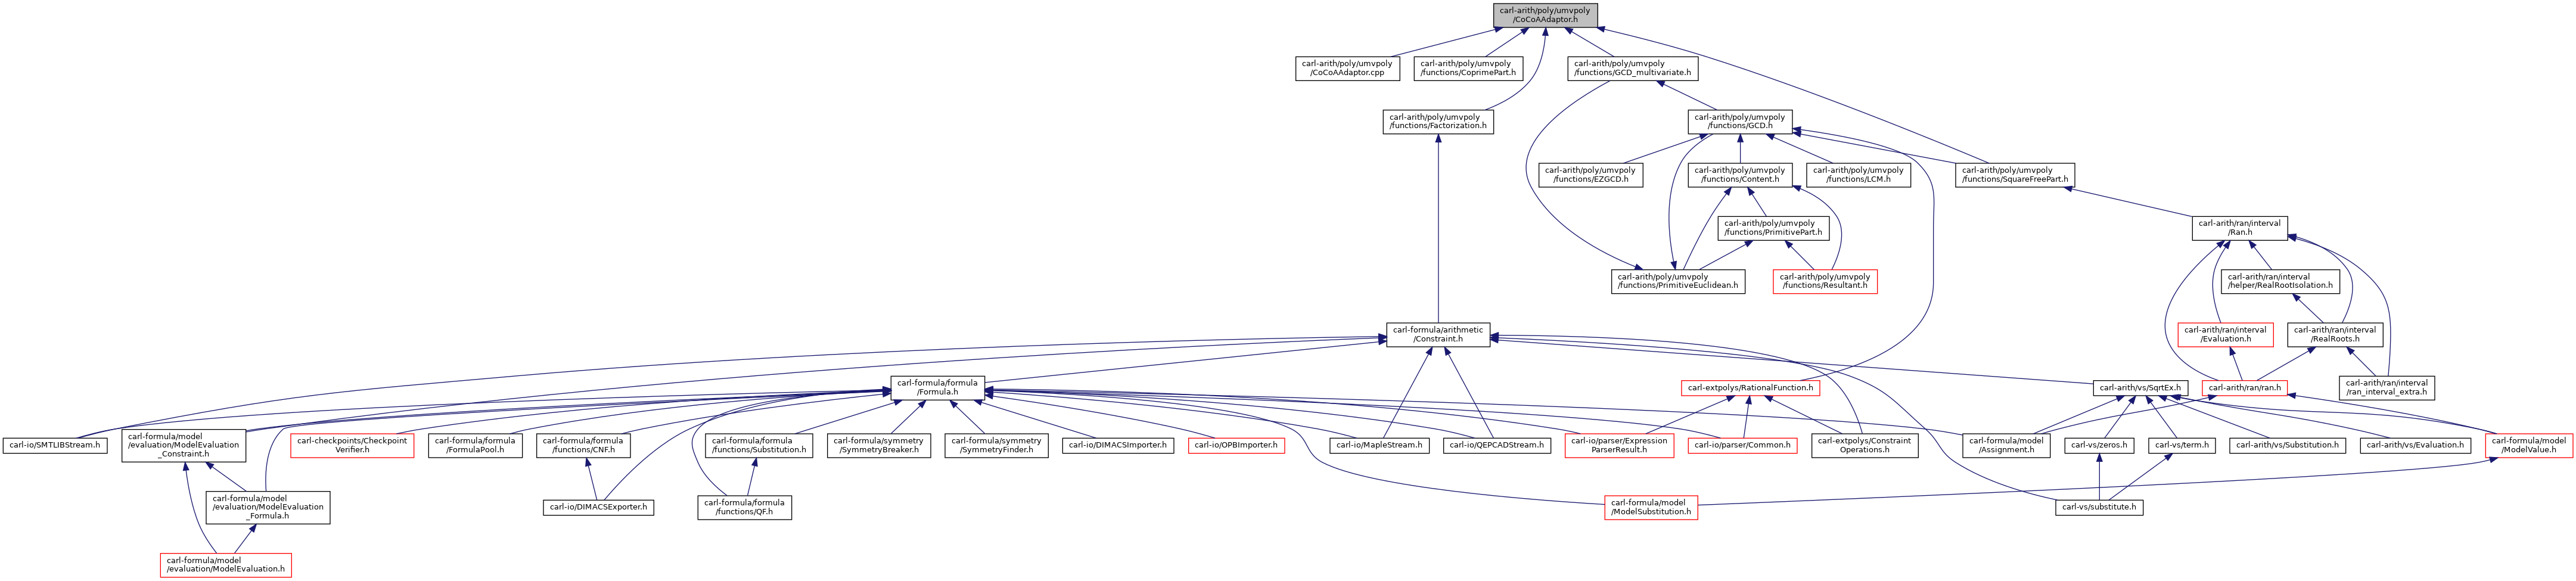 carl-arith/poly/umvpoly
/CoCoAAdaptor.h
carl-arith/poly/umvpoly
/CoCoAAdaptor.cpp
carl-arith/poly/umvpoly
/functions/CoprimePart.h
carl-arith/poly/umvpoly
/functions/GCD_multivariate.h
carl-arith/poly/umvpoly
/functions/Factorization.h
carl-arith/poly/umvpoly
/functions/GCD.h
carl-arith/poly/umvpoly
/functions/EZGCD.h
carl-arith/poly/umvpoly
/functions/Content.h
carl-arith/poly/umvpoly
/functions/LCM.h
carl-arith/poly/umvpoly
/functions/SquareFreePart.h
carl-arith/poly/umvpoly
/functions/PrimitivePart.h
carl-arith/ran/interval
/Ran.h
carl-arith/poly/umvpoly
/functions/PrimitiveEuclidean.h
carl-arith/poly/umvpoly
/functions/Resultant.h
carl-arith/ran/interval
/helper/RealRootIsolation.h
carl-formula/arithmetic
/Constraint.h
carl-arith/ran/interval
/Evaluation.h
carl-arith/ran/interval
/RealRoots.h
carl-formula/formula
/Formula.h
carl-extpolys/RationalFunction.h
carl-arith/vs/SqrtEx.h
carl-arith/ran/ran.h
carl-arith/ran/interval
/ran_interval_extra.h
carl-io/SMTLIBStream.h
carl-formula/model
/evaluation/ModelEvaluation
_Constraint.h
carl-checkpoints/Checkpoint
Verifier.h
carl-formula/formula
/FormulaPool.h
carl-formula/formula
/functions/CNF.h
carl-formula/formula
/functions/Substitution.h
carl-formula/symmetry
/SymmetryBreaker.h
carl-formula/symmetry
/SymmetryFinder.h
carl-io/DIMACSImporter.h
carl-io/OPBImporter.h
carl-io/MapleStream.h
carl-io/QEPCADStream.h
carl-io/parser/Expression
ParserResult.h
carl-io/parser/Common.h
carl-extpolys/Constraint
Operations.h
carl-formula/model
/Assignment.h
carl-vs/zeros.h
carl-vs/term.h
carl-arith/vs/Substitution.h
carl-arith/vs/Evaluation.h
carl-formula/model
/ModelValue.h
carl-formula/model
/evaluation/ModelEvaluation
_Formula.h
carl-io/DIMACSExporter.h
carl-formula/formula
/functions/QF.h
carl-formula/model
/ModelSubstitution.h
carl-vs/substitute.h
carl-formula/model
/evaluation/ModelEvaluation.h